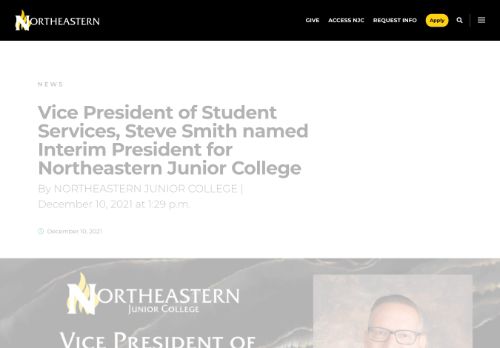 NORTHEASTERN
GIVE
ACCESS NJC
REQUEST INFO
Apply
NEWS
Vice President of Student
Services, Steve Smith named
Interim President for
Northeastern Junior College
By NORTHEASTERN JUNIOR COLLEGE |
December 10, 2021 at 1:29 p.m.
December 10, 2021
NORTHEASTERN
JUNIOR COLLEGE
VICE PRESIDENT OF